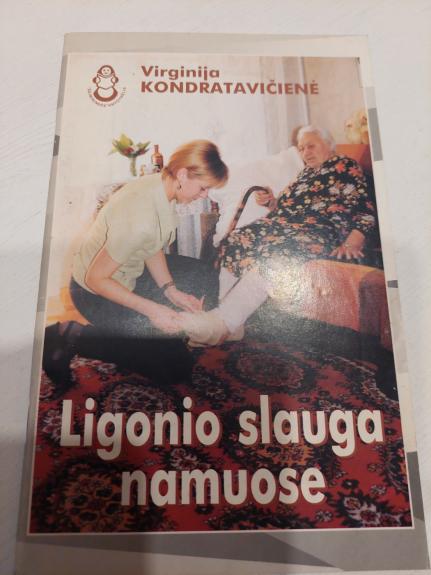 Virginija
KONDRATAVIČIENĖ
Ligonio slauga
namuose